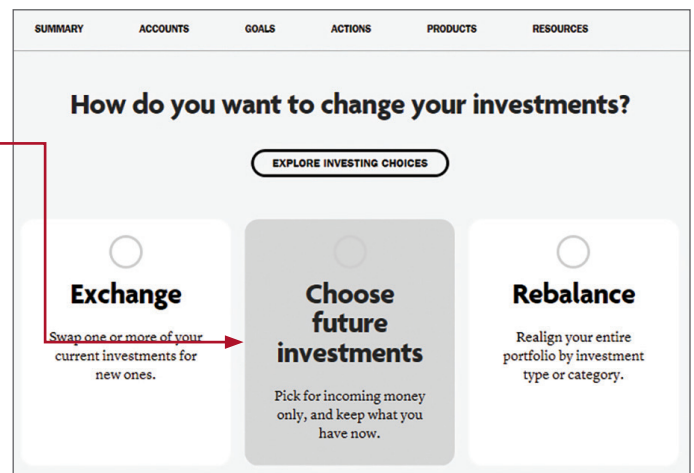 SUMMARY ACCOUNTS GOALS ACTIONS PRODUCTS RESOURCES
How do you want to change your investments?
EXPLORE INVESTING CHOICES
Exchange
Swap one or more of your
current investments for
new ones.
Choose
future
investments
Pick for incoming money
only, and keep what you
have now.
Rebalance
Realign your entire
portfolio by investment
type or category.